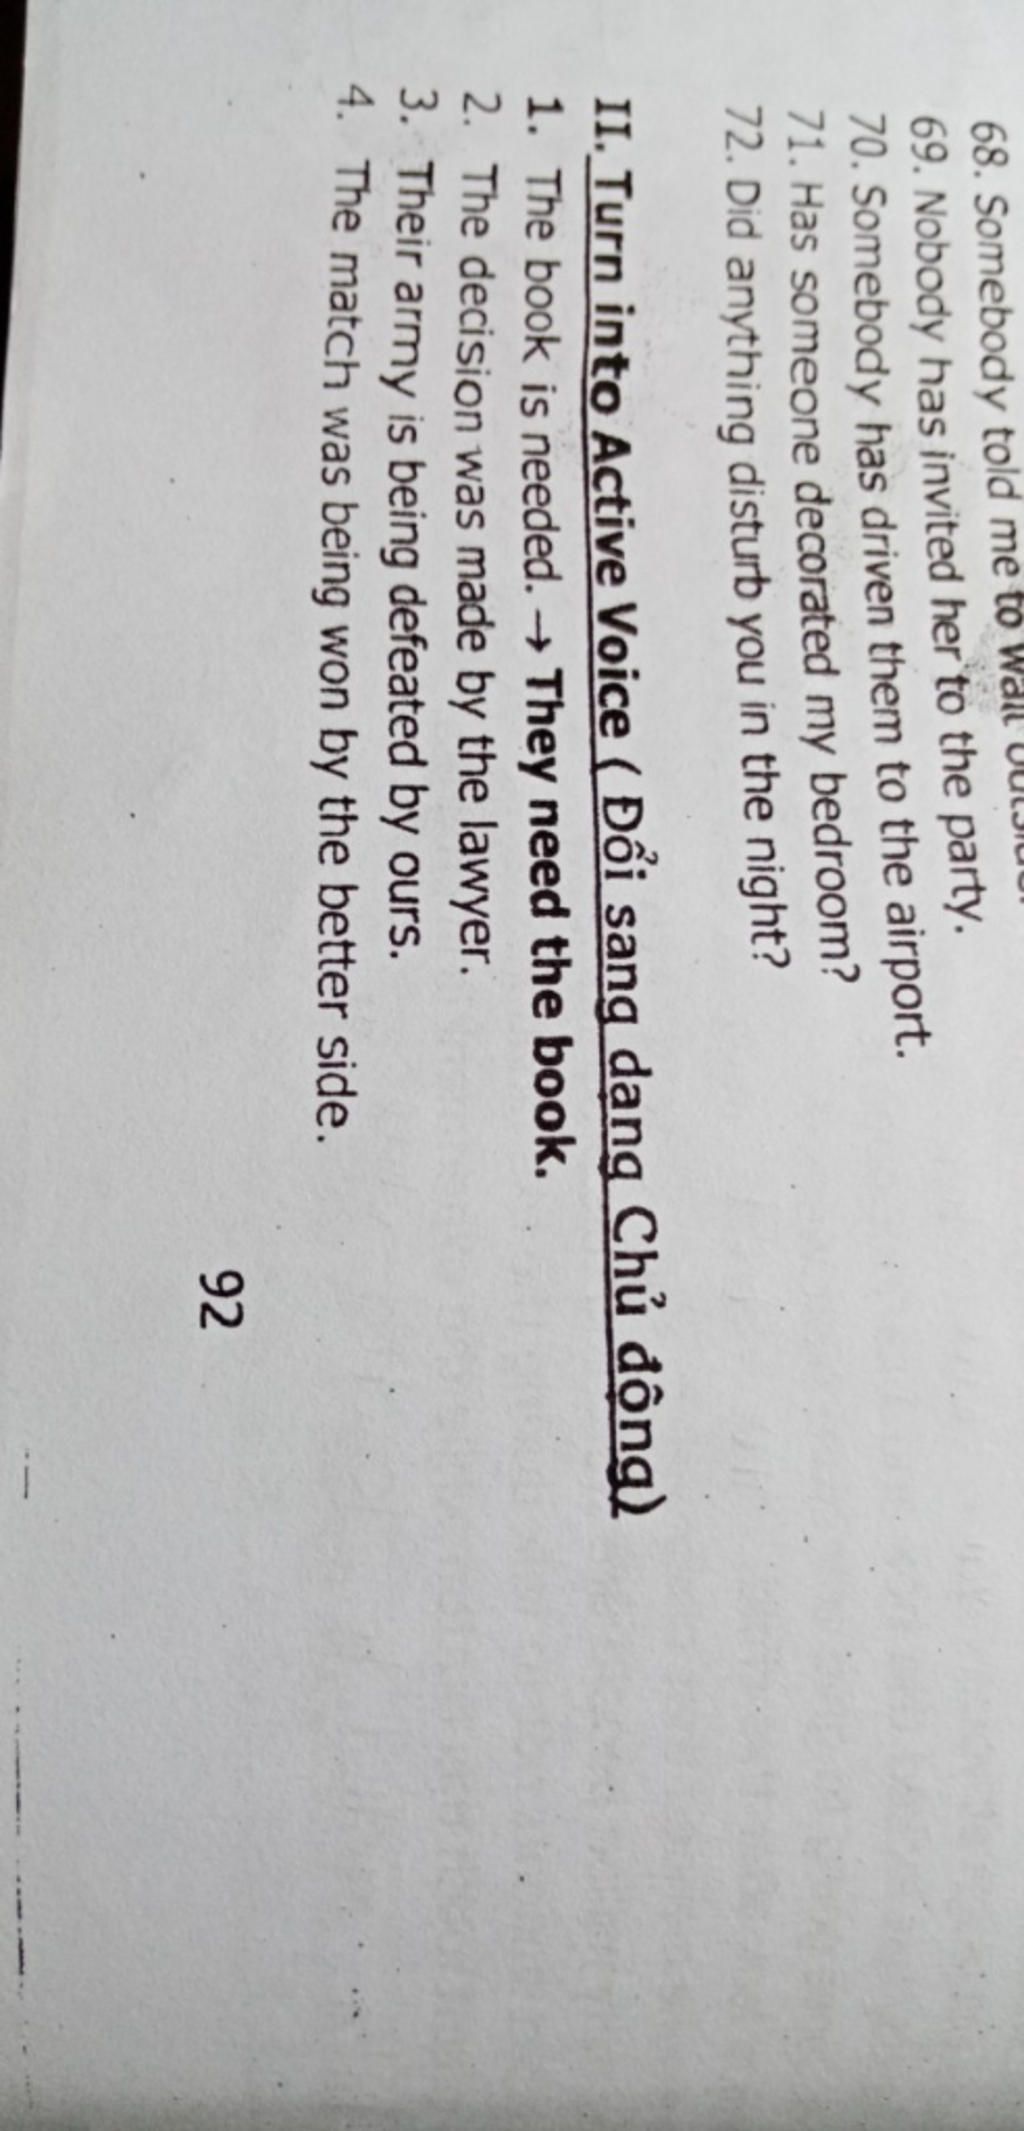 68. Somebody told me to wait outside.
69. Nobody has invited her to the party.
70. Somebody has driven them to the airport.
71. Has someone decorated my bedroom?
72. Did anything disturb you in the night?
II. Turn into Active Voice ( Đổi sang dạng Chủ động)
1. The book is needed. → They need the book.
2. The decision was made by the lawyer.
3. Their army is being defeated by ours.
4. The match was being won by the better side.
92